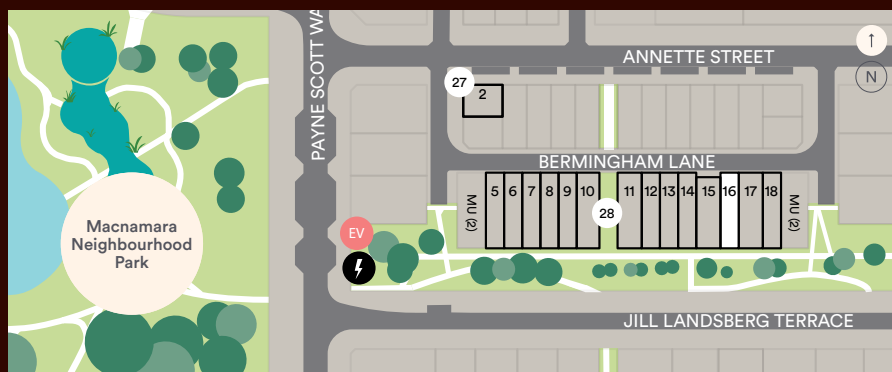 PAYNE SCOTT WA
ANNETTE STREET
↑
N
27
2
BERMINGHAM LANE
MU (2)
5 6 7 8 9 10
28
11 12 13 14 15 16 17 18
MU (2)
Macnamara
Neighbourhood
Park
EV
JILL LANDSBERG TERRACE